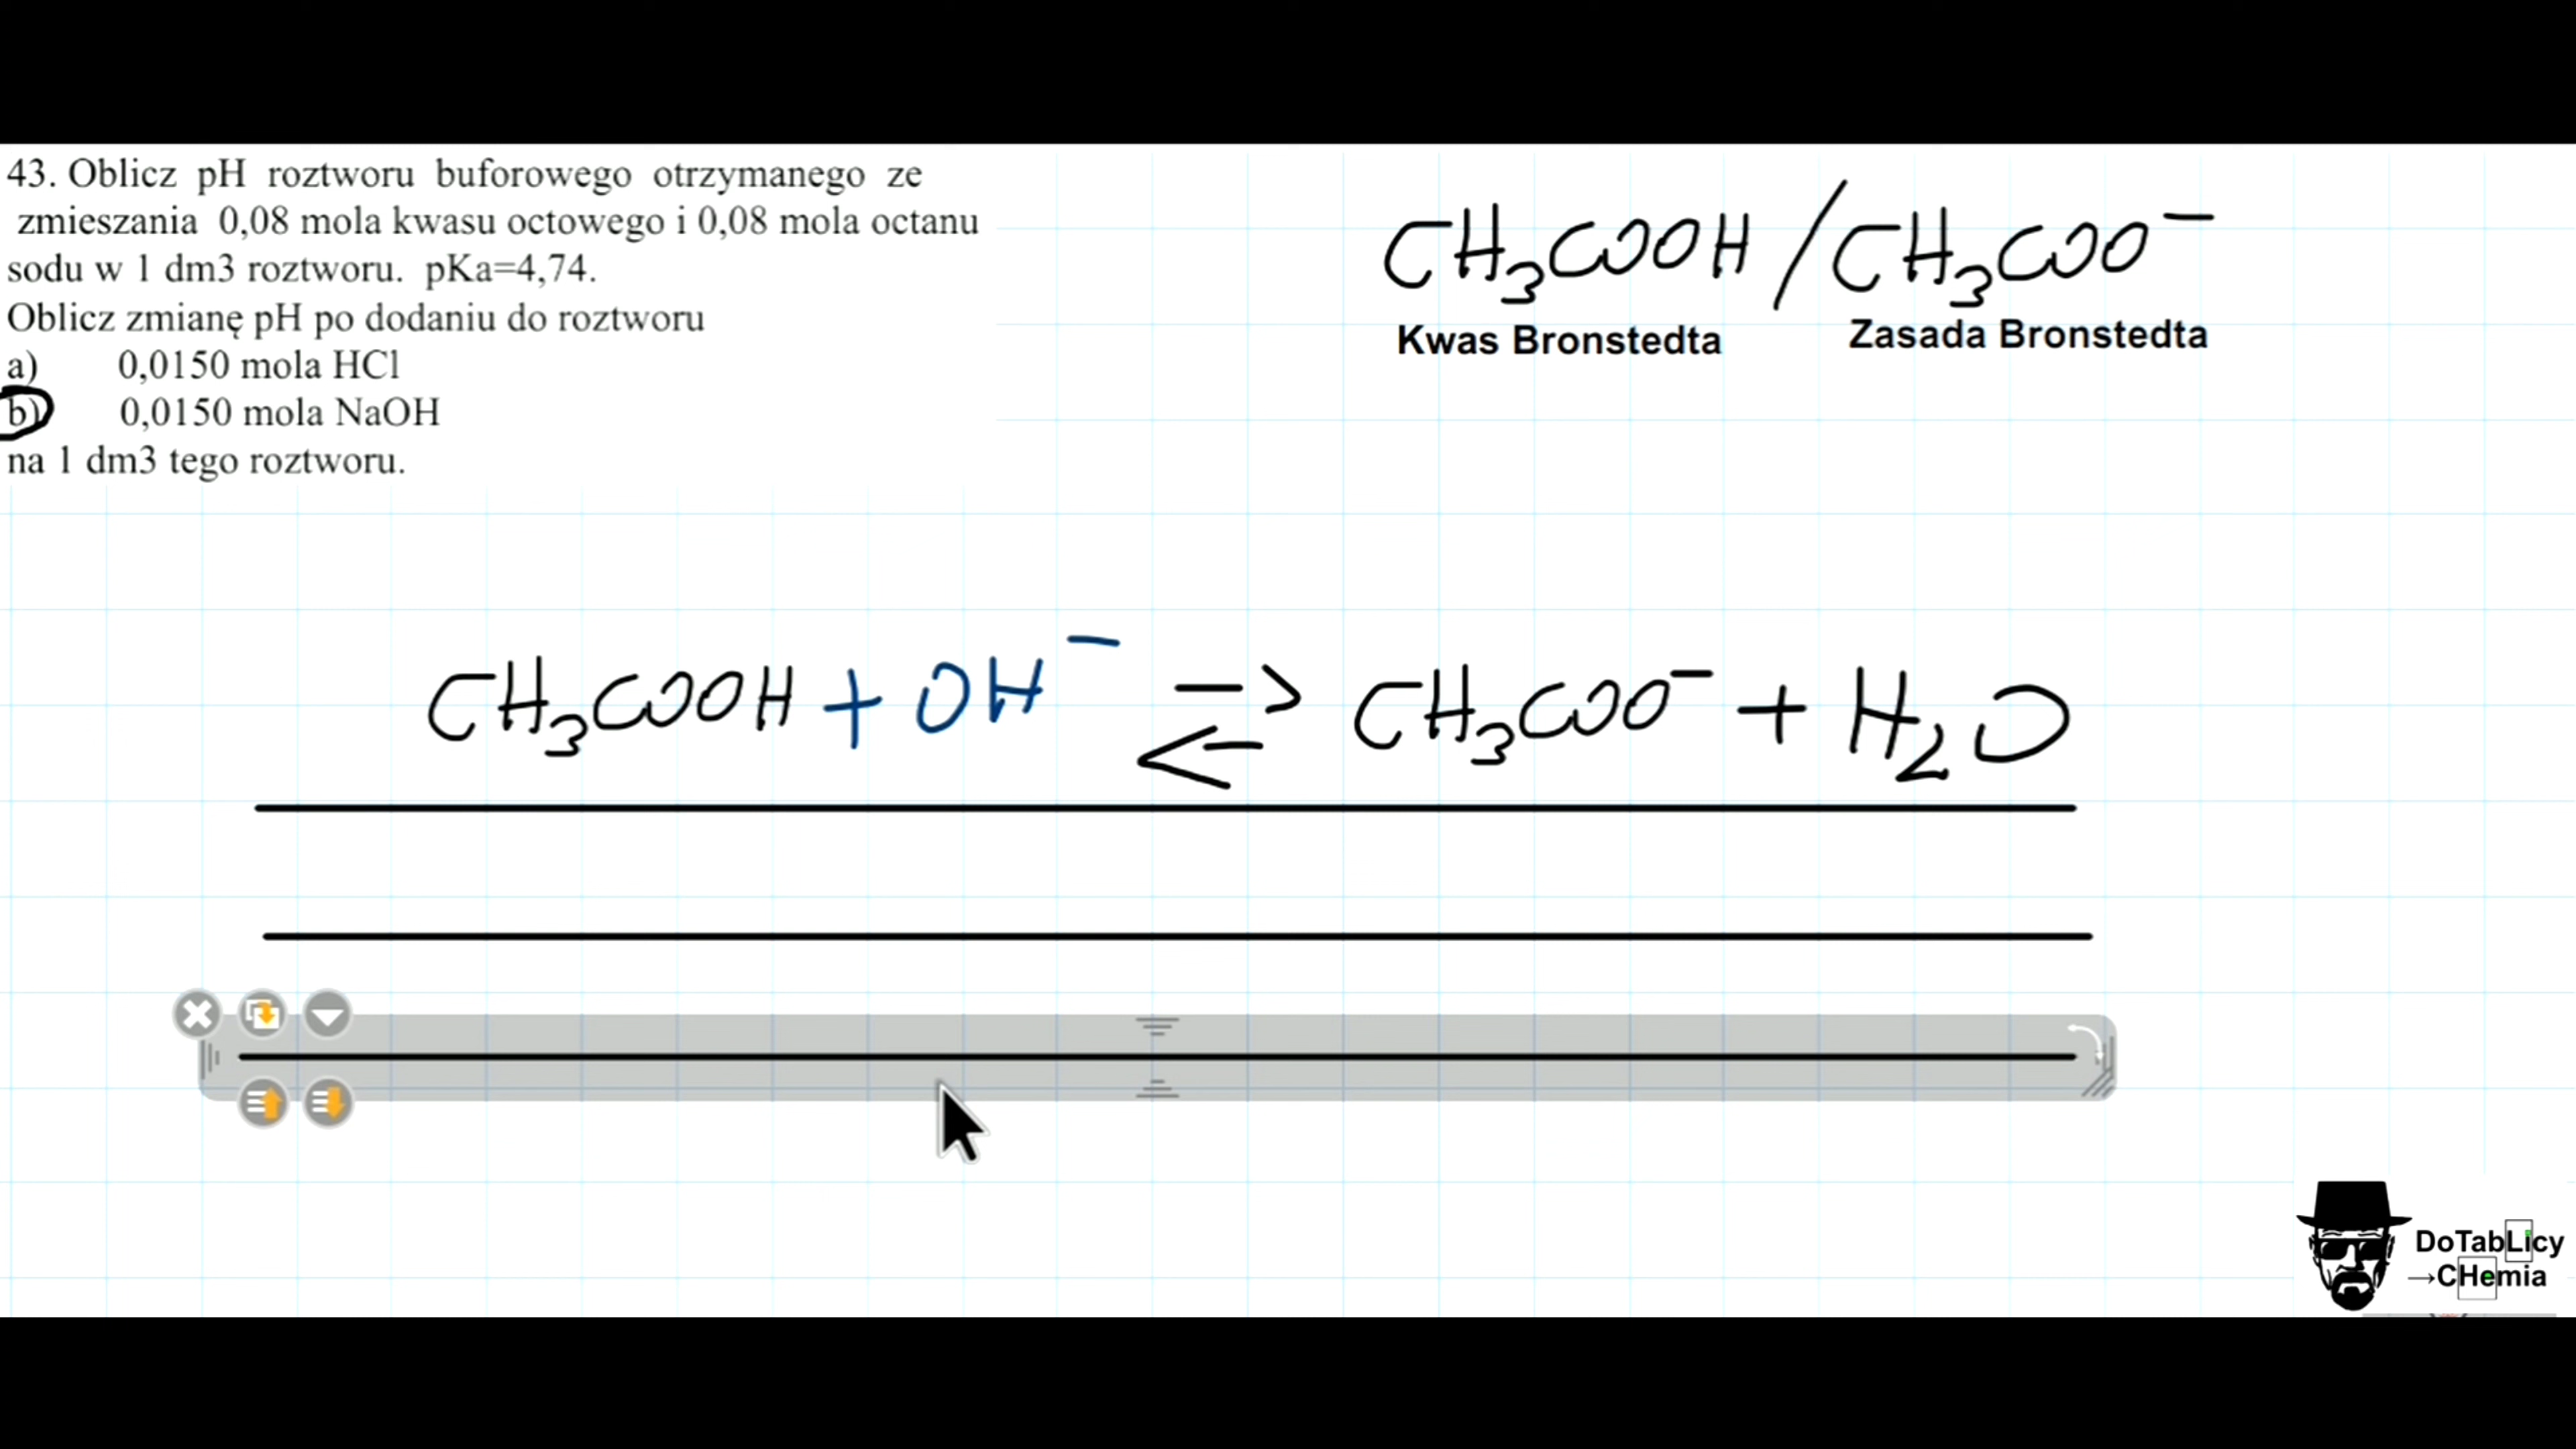 43. Oblicz pH roztworu buforowego otrzymanego ze
zmieszania 0,08 mola kwasu octowego i 0,08 mola octanu
sodu w 1 dm3 roztworu. pKa=4,74.
Oblicz zmianę pH po dodaniu do roztworu
a) 0,0150 mola HCl
b) 0,0150 mola NaOH
na 1 dm3 tego roztworu.
CH₃COOH / CH₃COO⁻
Kwas Bronstedta Zasada Bronstedta
CH₃COOH + OH⁻ ⇌ CH₃COO⁻ + H₂O
DoTabLicy
→CHemia